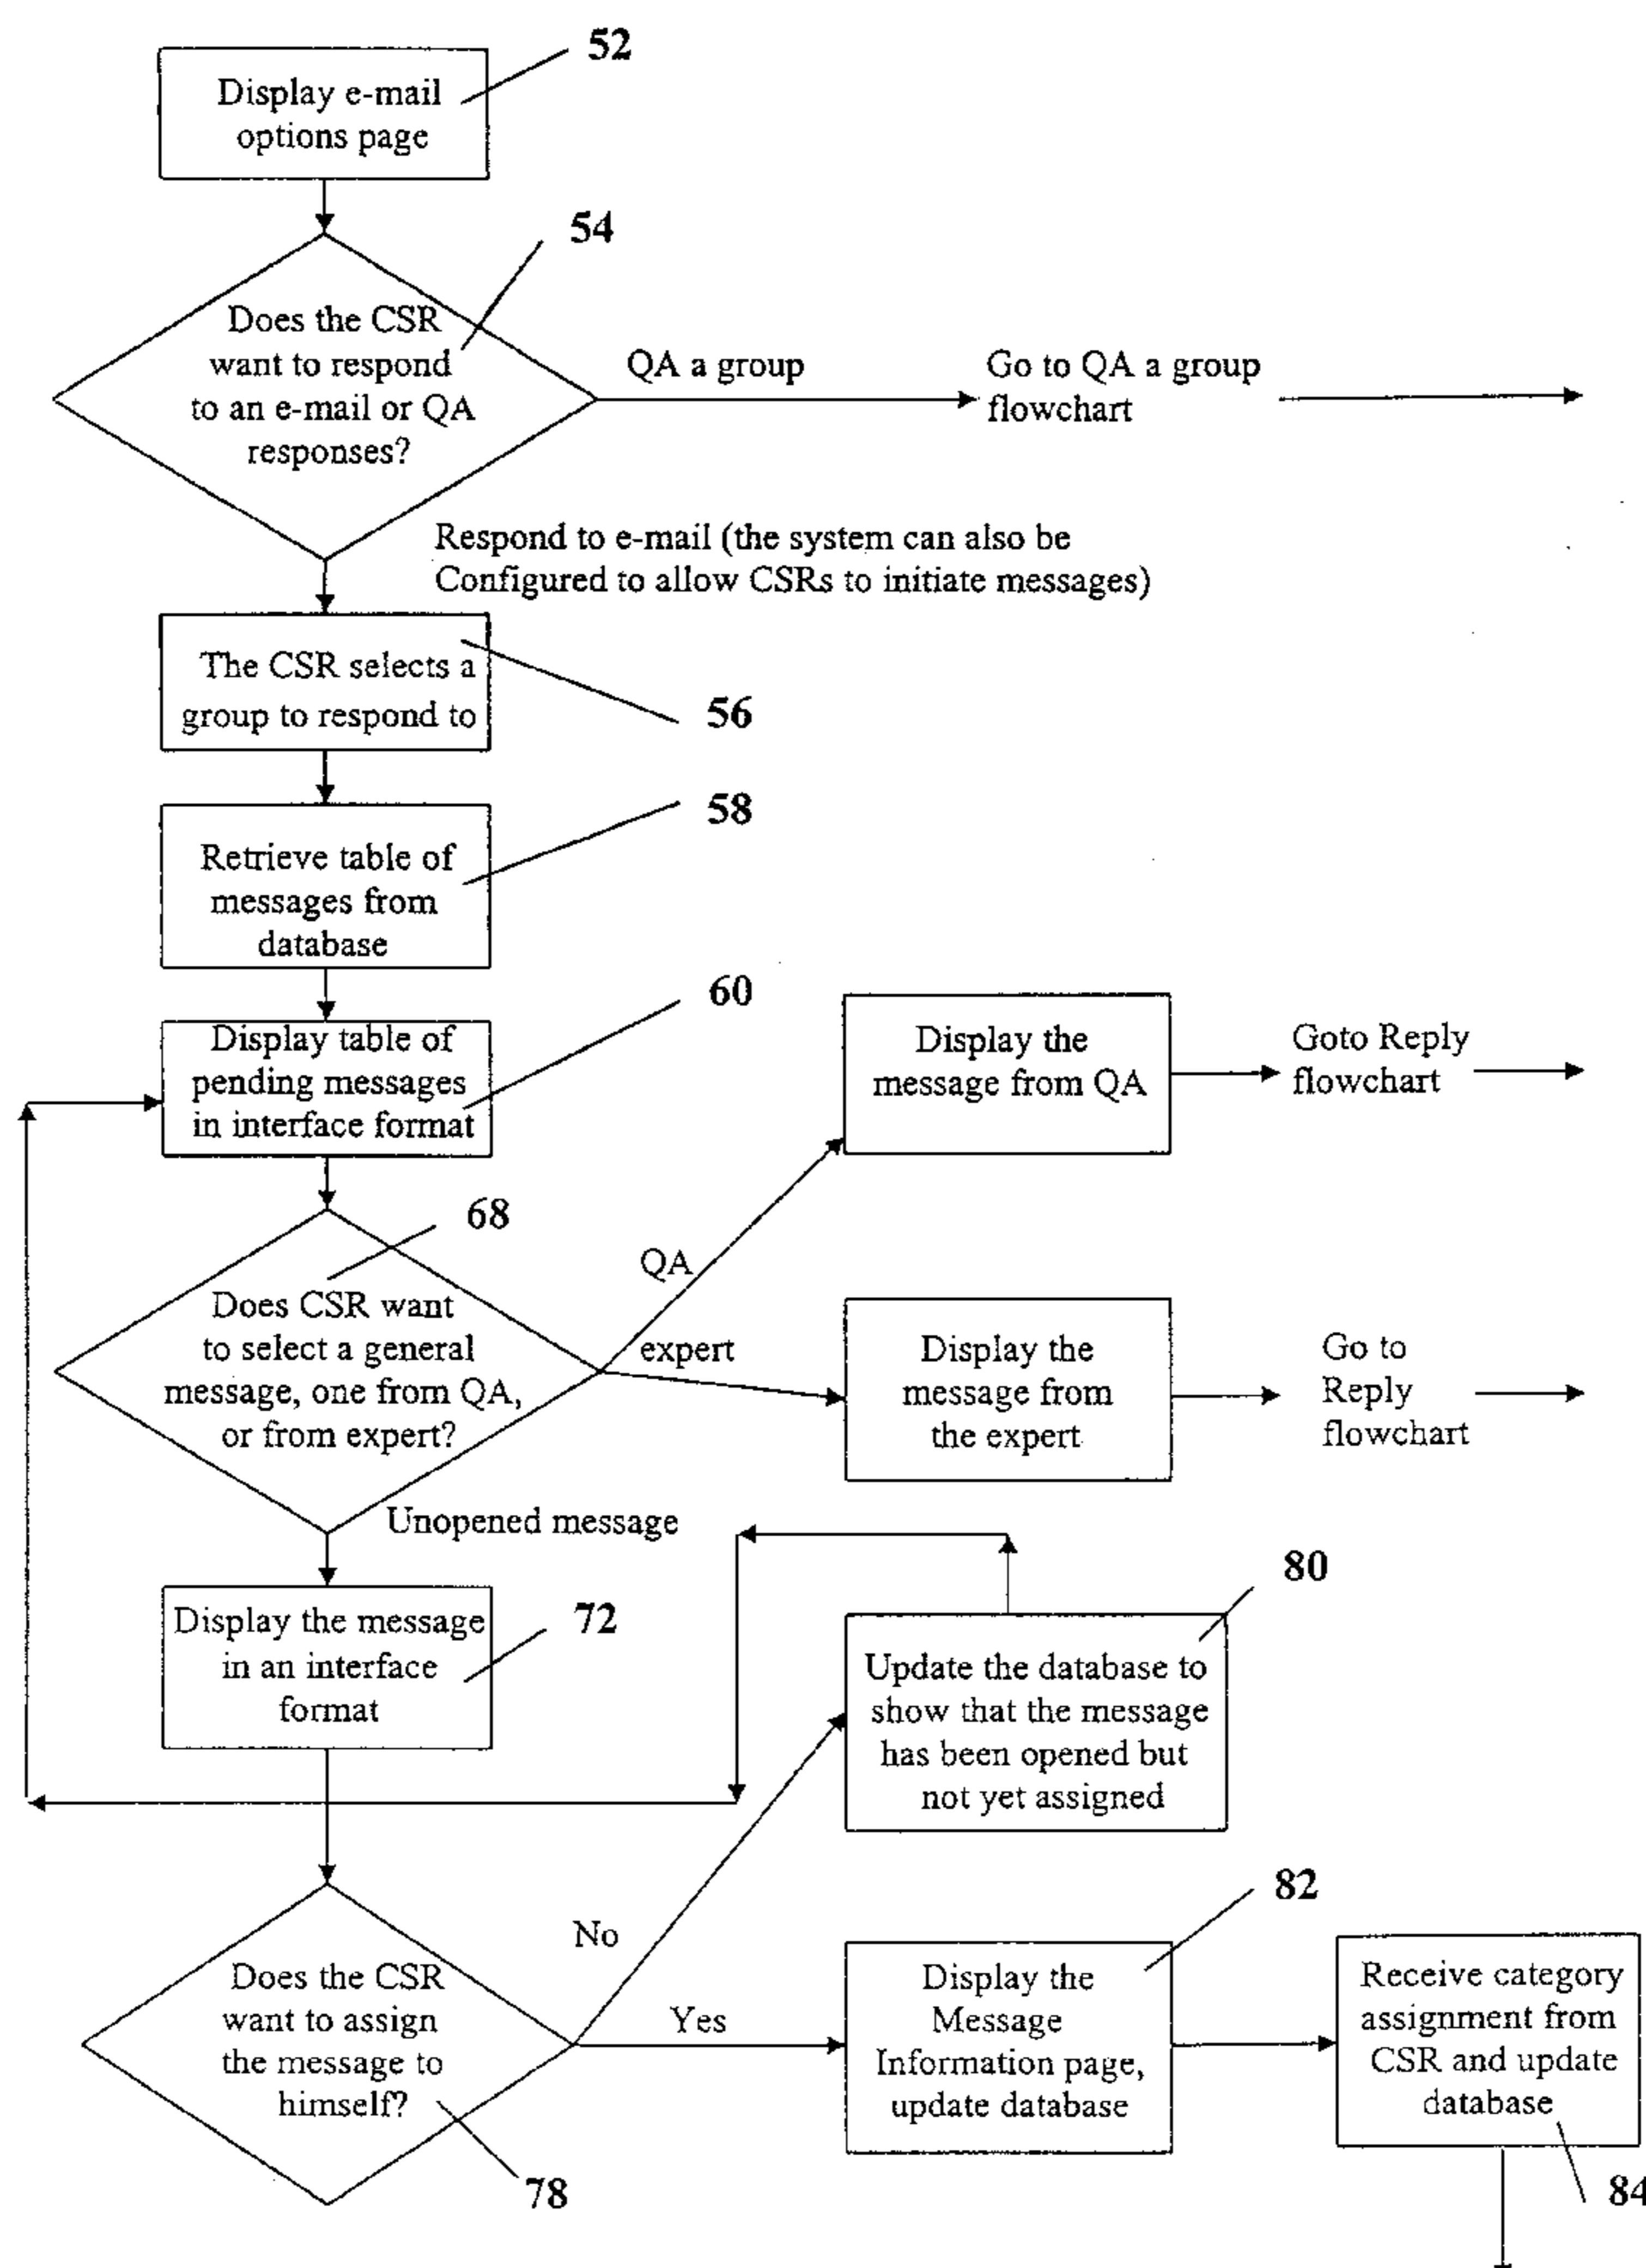 52
Display e-mail
options page
54
Does the CSR
want to respond
to an e-mail or QA
responses?
QA a group
Go to QA a group
flowchart
Respond to e-mail (the system can also be
Configured to allow CSRs to initiate messages)
The CSR selects a
group to respond to
56
58
Retrieve table of
messages from
database
60
Display table of
pending messages
in interface format
Display the
message from QA
Goto Reply
flowchart
68
QA
Does CSR want
to select a general
message, one from QA,
or from expert?
expert
Display the
message from
the expert
Go to
Reply
flowchart
Unopened message
80
Display the message
in an interface
format
72
Update the database to
show that the message
has been opened but
not yet assigned
82
No
Does the CSR
want to assign
the message to
himself?
Yes
Display the
Message
Information page,
update database
Receive category
assignment from
CSR and update
database
78
84